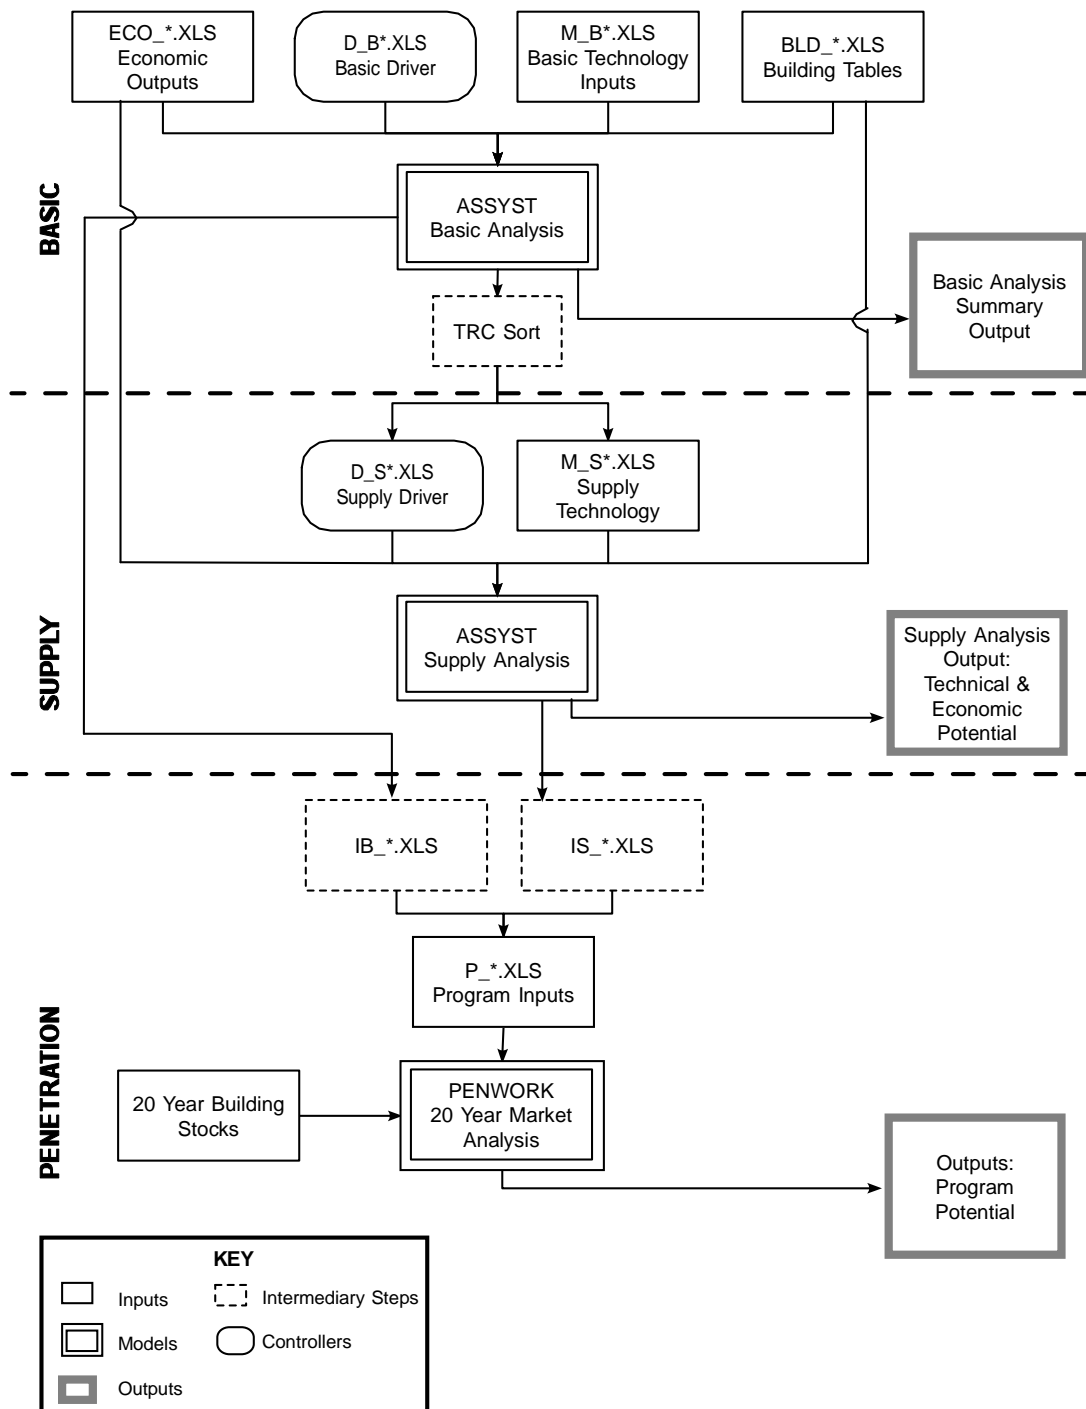 ECO_*.XLS
Economic
Outputs
D_B*.XLS
Basic Driver
M_B*.XLS
Basic Technology
Inputs
BLD_*.XLS
Building Tables
BASIC
ASSYST
Basic Analysis
Basic Analysis
Summary
Output
TRC Sort
D_S*.XLS
Supply Driver
M_S*.XLS
Supply
Technology
SUPPLY
ASSYST
Supply Analysis
Supply Analysis
Output:
Technical &
Economic
Potential
IB_*.XLS
IS_*.XLS
P_*.XLS
Program Inputs
PENETRATION
20 Year Building
Stocks
PENWORK
20 Year Market
Analysis
Outputs:
Program
Potential
KEY
Inputs
Intermediary Steps
Models
Controllers
Outputs